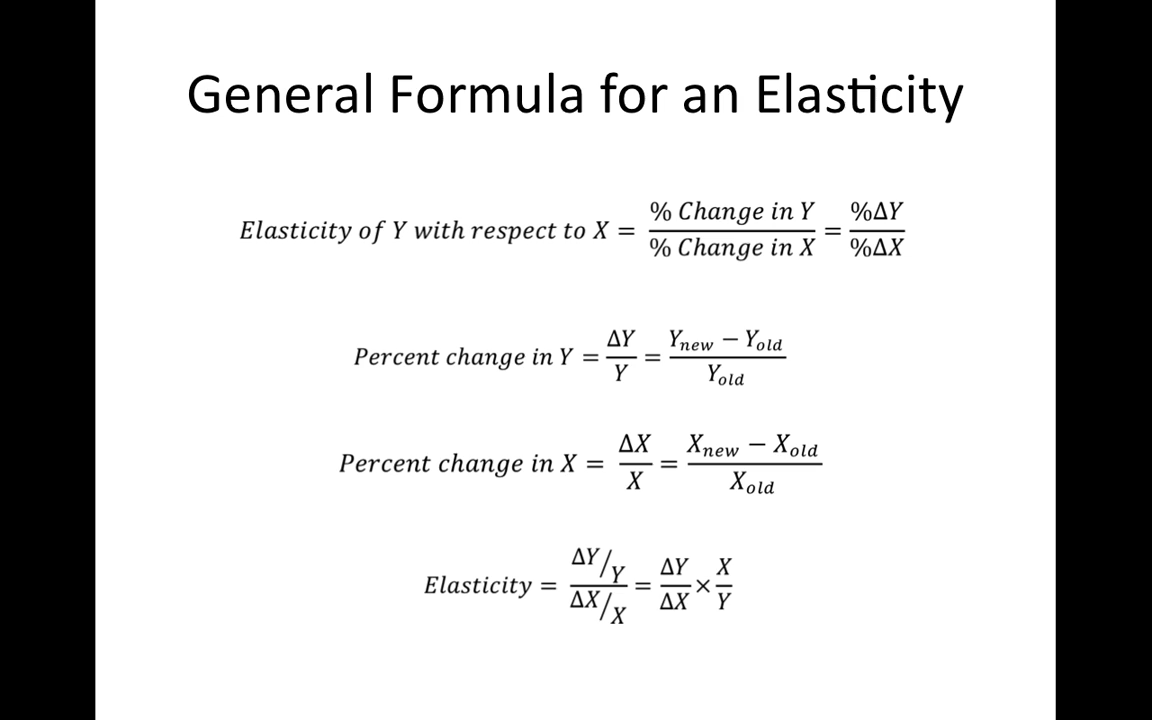 General Formula for an Elasticity
Elasticity of Y with respect to X = % Change in Y / % Change in X = %ΔY / %ΔX
Percent change in Y = ΔY / Y = Y_new − Y_old / Y_old
Percent change in X = ΔX / X = X_new − X_old / X_old
Elasticity = ΔY/Y / ΔX/X = ΔY / ΔX × X / Y